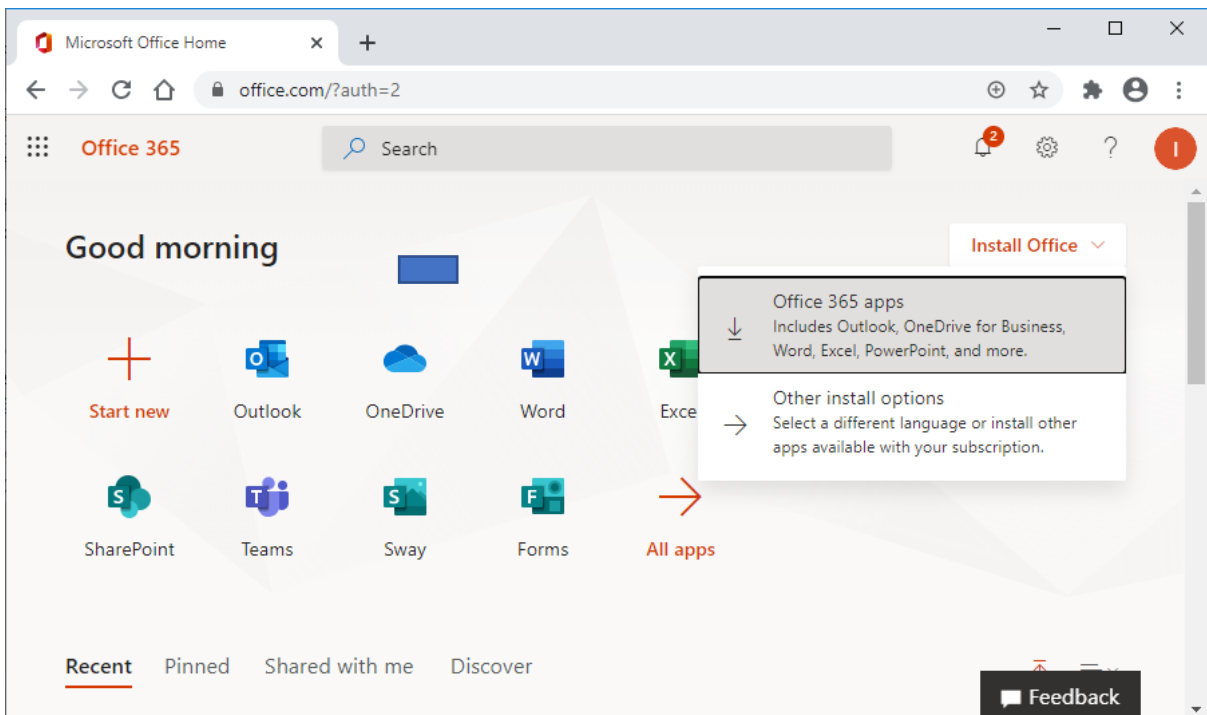 Microsoft Office Home
office.com/?auth=2
Office 365
Search
2
?
I
Good morning
Install Office
Office 365 apps
Includes Outlook, OneDrive for Business,
Word, Excel, PowerPoint, and more.
Other install options
Select a different language or install other
apps available with your subscription.
Start new
Outlook
OneDrive
Word
Exce
SharePoint
Teams
Sway
Forms
All apps
Recent
Pinned
Shared with me
Discover
Feedback